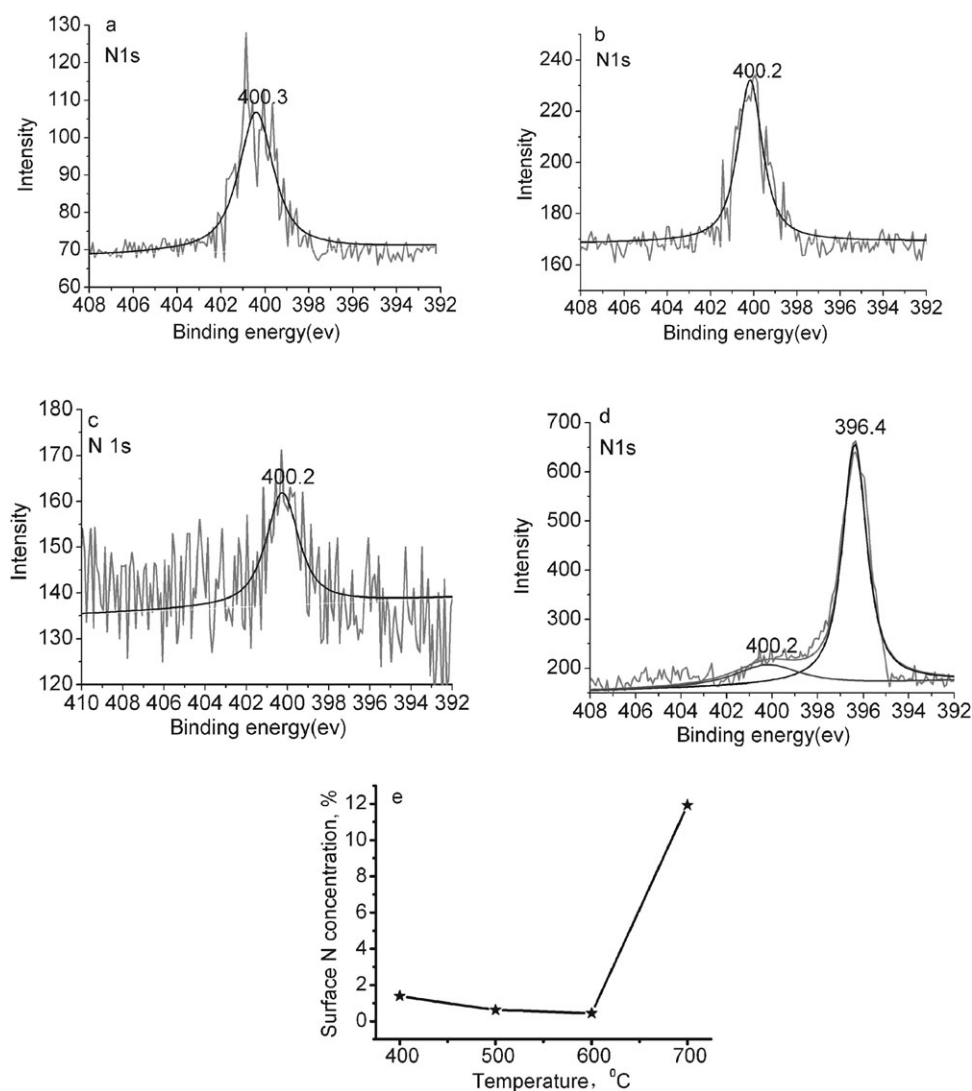 a
N1s
400.3
Intensity
130
120
110
100
90
80
70
60
408 406 404 402 400 398 396 394 392
Binding energy(ev)
b
N1s
400.2
Intensity
240
220
200
180
160
408 406 404 402 400 398 396 394 392
Binding energy(ev)
c
N 1s
400.2
Intensity
180
170
160
150
140
130
120
410 408 406 404 402 400 398 396 394 392
Binding energy(ev)
d
N1s
396.4
400.2
Intensity
700
600
500
400
300
200
408 406 404 402 400 398 396 394 392
Binding energy(ev)
e
Surface N concentration, %
12
10
8
6
4
2
0
400 500 600 700
Temperature, ⁰C